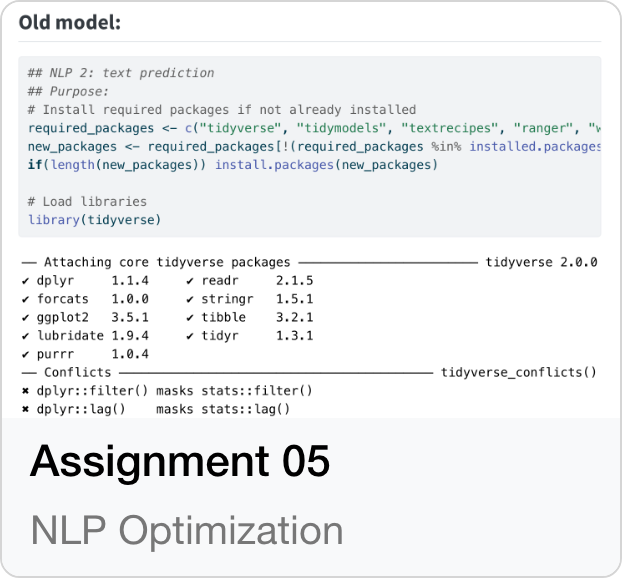 Old model:
## NLP 2: text prediction
## Purpose:
# Install required packages if not already installed
required_packages <- c("tidyverse", "tidymodels", "textrecipes", "ranger", "w
new_packages <- required_packages[!(required_packages %in% installed.packages
if(length(new_packages)) install.packages(new_packages)
# Load libraries
library(tidyverse)
── Attaching core tidyverse packages ──────────────────────── tidyverse 2.0.0
✔ dplyr     1.1.4     ✔ readr     2.1.5
✔ forcats   1.0.0     ✔ stringr   1.5.1
✔ ggplot2   3.5.1     ✔ tibble    3.2.1
✔ lubridate 1.9.4     ✔ tidyr     1.3.1
✔ purrr     1.0.4
── Conflicts ────────────────────────────────────────── tidyverse_conflicts()
✖ dplyr::filter() masks stats::filter()
✖ dplyr::lag()    masks stats::lag()
Assignment 05
NLP Optimization